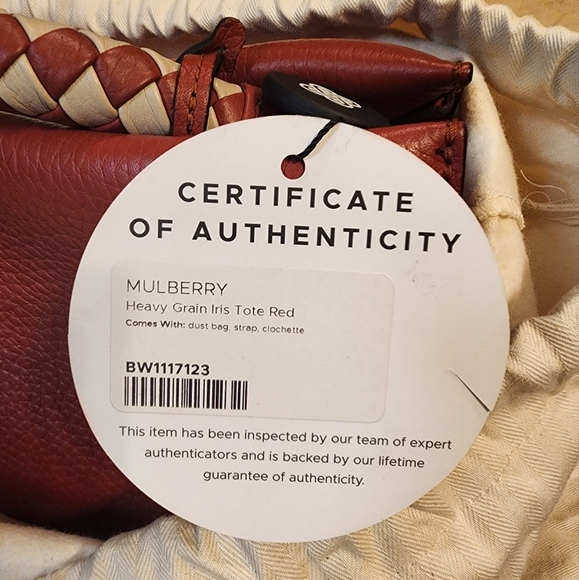 CERTIFICATE
OF AUTHENTICITY
MULBERRY
Heavy Grain Iris Tote Red
Comes With: dust bag, strap, clochette
BW1117123
This item has been inspected by our team of expert
authenticators and is backed by our lifetime
guarantee of authenticity.